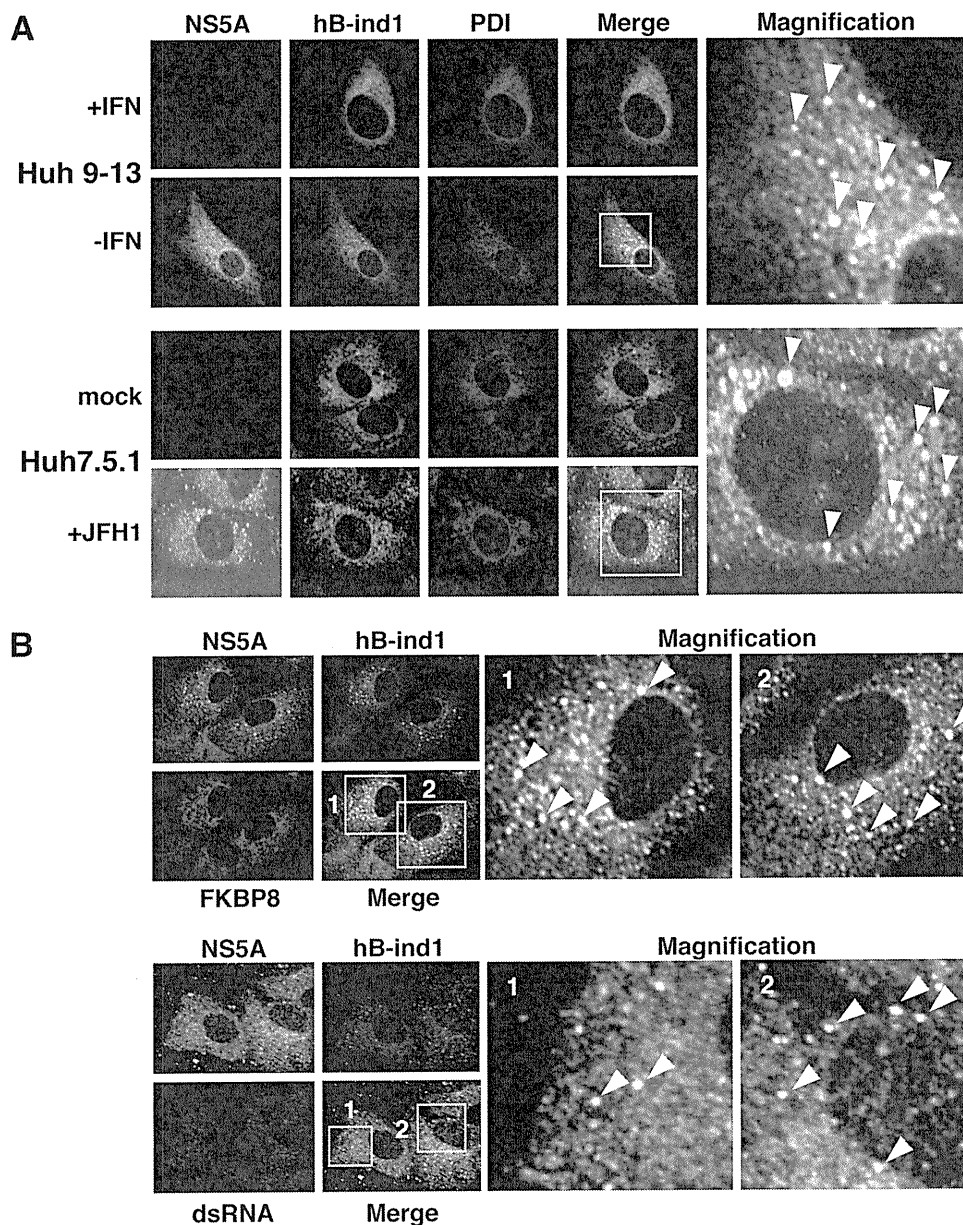 A
NS5A hB-ind1 PDI Merge Magnification
+IFN
Huh 9-13
-IFN
mock
Huh7.5.1
+JFH1
B
NS5A hB-ind1 Magnification
1 2
1 2
FKBP8 Merge
NS5A hB-ind1 Magnification
1 2
1 2
dsRNA Merge